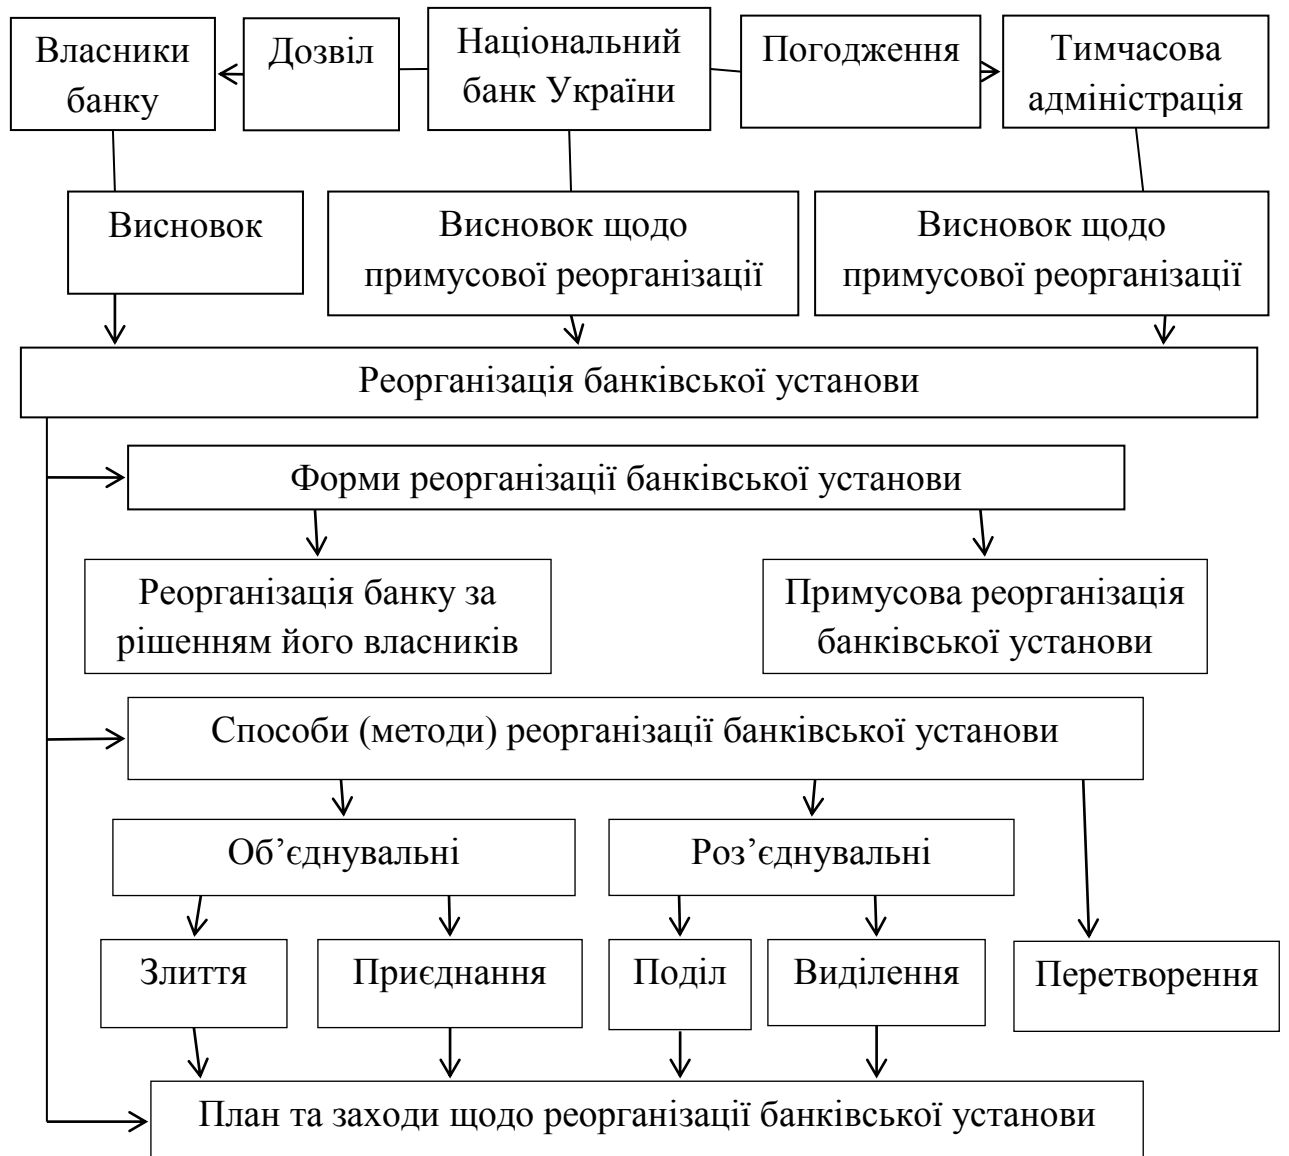 Власники
банку
Дозвіл
Національний
банк України
Погодження
Тимчасова
адміністрація
Висновок
Висновок щодо
примусової реорганізації
Висновок щодо
примусової реорганізації
Реорганізація банківської установи
Форми реорганізації банківської установи
Реорганізація банку за
рішенням його власників
Примусова реорганізація
банківської установи
Способи (методи) реорганізації банківської установи
Об’єднувальні
Роз’єднувальні
Злиття
Приєднання
Поділ
Виділення
Перетворення
План та заходи щодо реорганізації банківської установи